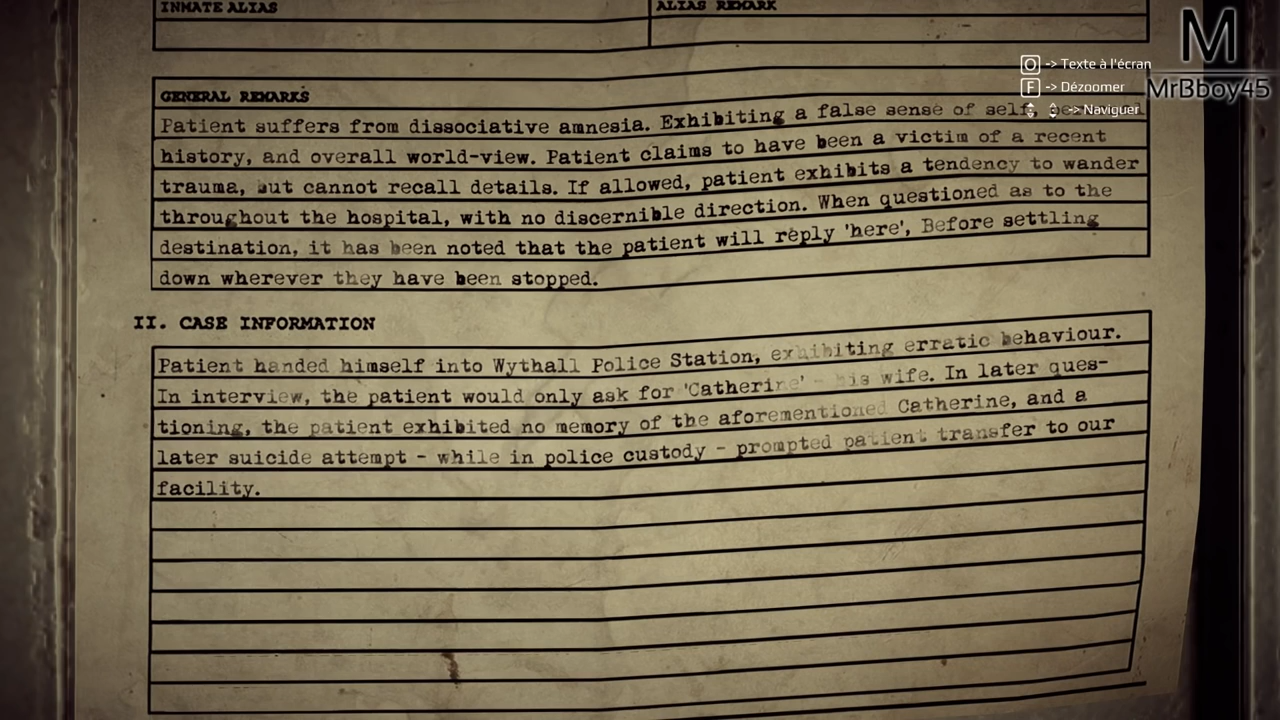 INMATE ALIAS
ALIAS REMARK
M
MrBboy45
O -> Texte à l'écran
F -> Dézoomer
-> Naviguer
GENERAL REMARKS
Patient suffers from dissociative amnesia. Exhibiting a false sense of self,
history, and overall world-view. Patient claims to have been a victim of a recent
trauma, but cannot recall details. If allowed, patient exhibits a tendency to wander
throughout the hospital, with no discernible direction. When questioned as to the
destination, it has been noted that the patient will reply 'here', Before settling
down wherever they have been stopped.
II. CASE INFORMATION
Patient handed himself into Wythall Police Station, exhibiting erratic behaviour.
In interview, the patient would only ask for 'Catherine' - his wife. In later ques-
tioning, the patient exhibited no memory of the aforementioned Catherine, and a
later suicide attempt - while in police custody - prompted patient transfer to our
facility.